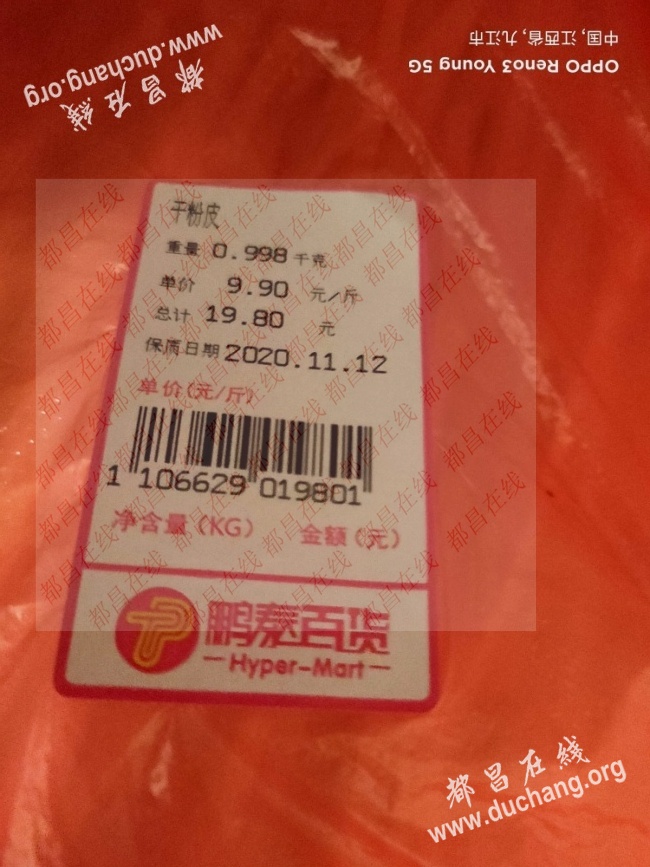 www.duchang.org
都昌在线
中国, 江西省, 九江市
OPPO Reno3 Young 5G
干粉皮
重量 0.998 千克
单价 9.90 元/斤
总计 19.80 元
保质日期 2020.11.12
单价(元/斤)
1 106629 019801
净含量(KG) 金额(元)
鹏泰百货
Hyper-Mart
都昌在线
www.duchang.org